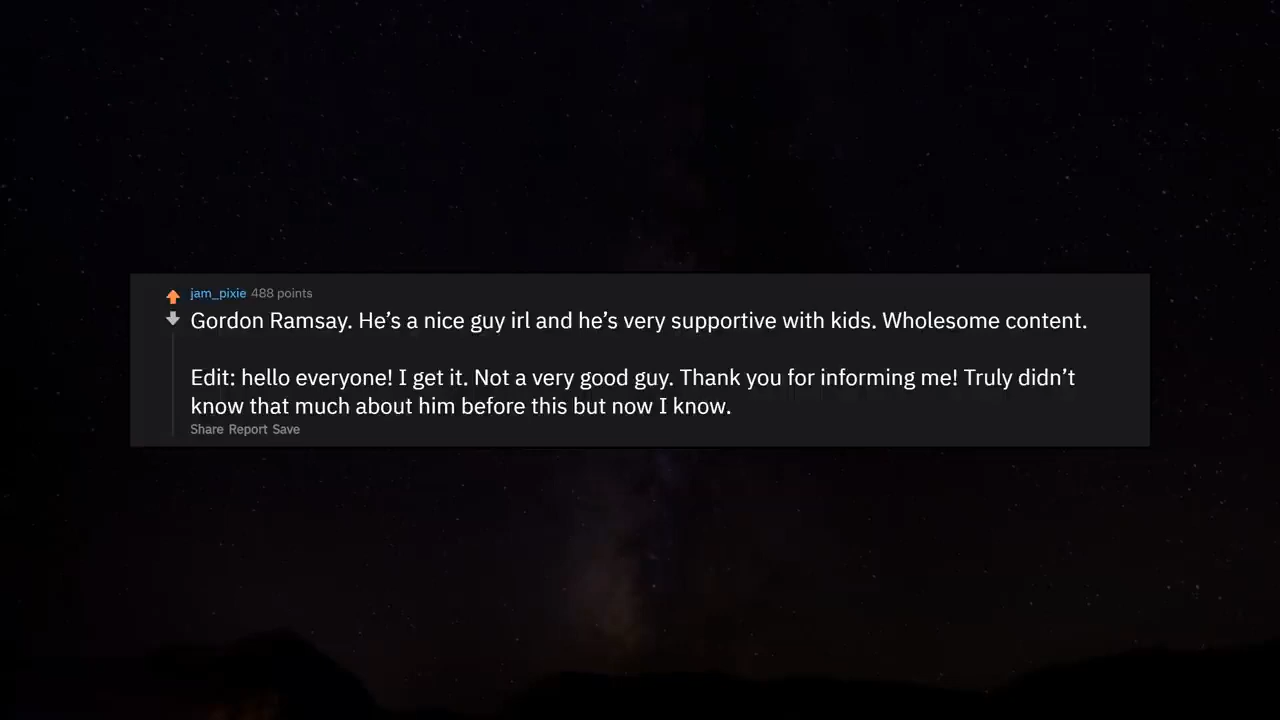 jam_pixie 488 points
Gordon Ramsay. He’s a nice guy irl and he’s very supportive with kids. Wholesome content.
Edit: hello everyone! I get it. Not a very good guy. Thank you for informing me! Truly didn’t
know that much about him before this but now I know.
Share Report Save